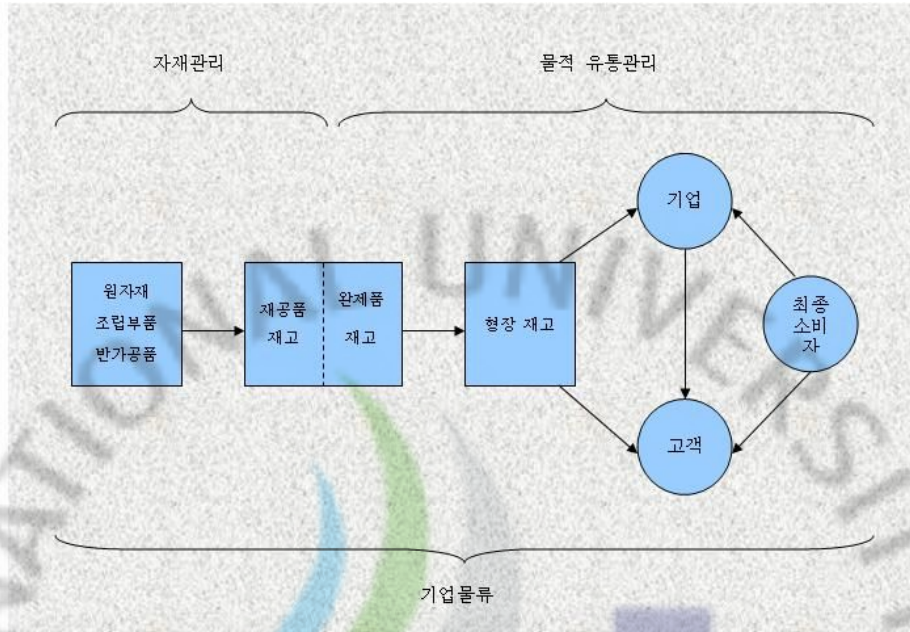 자재관리
물적 유통관리
원자재
조립부품
반가공품
재공품
재고
완제품
재고
형장 재고
기업
고객
최종
소비
자
기업물류
NATIONAL UNIVERSI